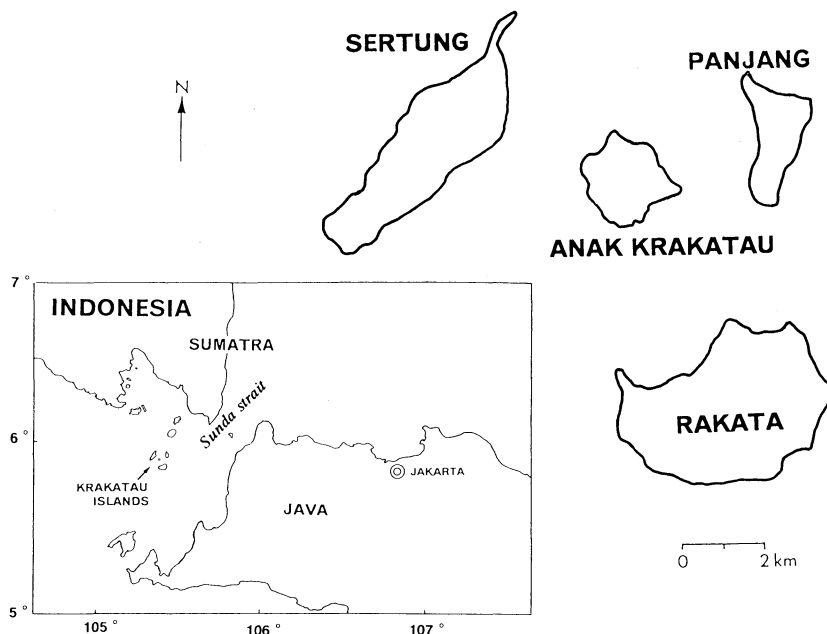 SERTUNG
PANJANG
N
ANAK KRAKATAU
7°
INDONESIA
SUMATRA
Sunda strait
RAKATA
6°
KRAKATAU
ISLANDS
JAKARTA
JAVA
0 2 km
5°
105° 106° 107°